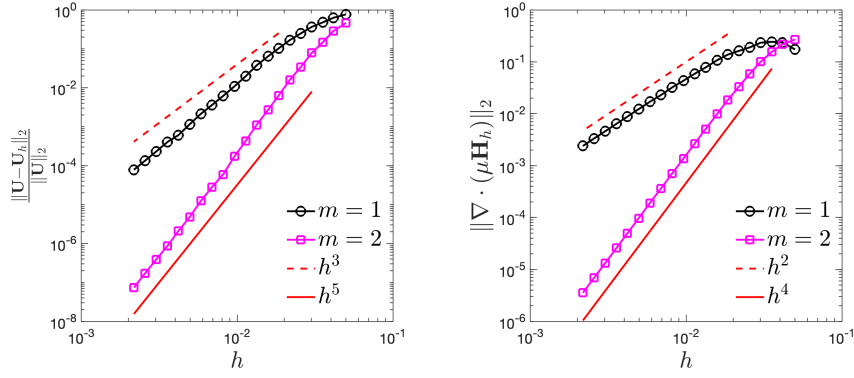 10^0
10^-2
10^-4
10^-6
10^-8
10^-3
10^-2
10^-1
h
‖U−U_h‖_2 / ‖U‖_2
m = 1
m = 2
h^3
h^5
10^0
10^-1
10^-2
10^-3
10^-4
10^-5
10^-6
10^-3
10^-2
10^-1
h
‖∇ · (μH_h)‖_2
m = 1
m = 2
h^2
h^4